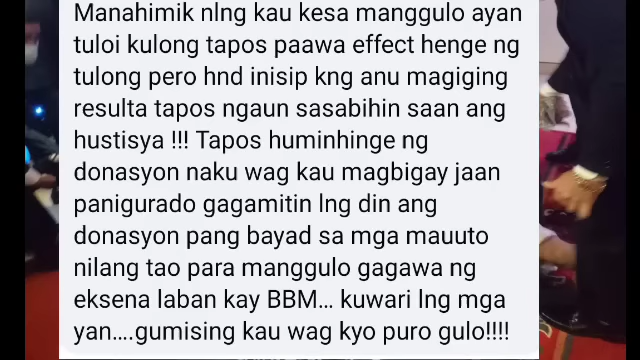 Manahimik nlng kau kesa manggulo ayan
tuloi kulong tapos paawa effect henge ng
tulong pero hnd inisip kng anu magiging
resulta tapos ngaun sasabihin saan ang
hustisya !!! Tapos huminhinge ng
donasyon naku wag kau magbigay jaan
panigurado gagamitin lng din ang
donasyon pang bayad sa mga mauuto
nilang tao para manggulo gagawa ng
eksena laban kay BBM... kuwari lng mga
yan....gumising kau wag kyo puro gulo!!!!